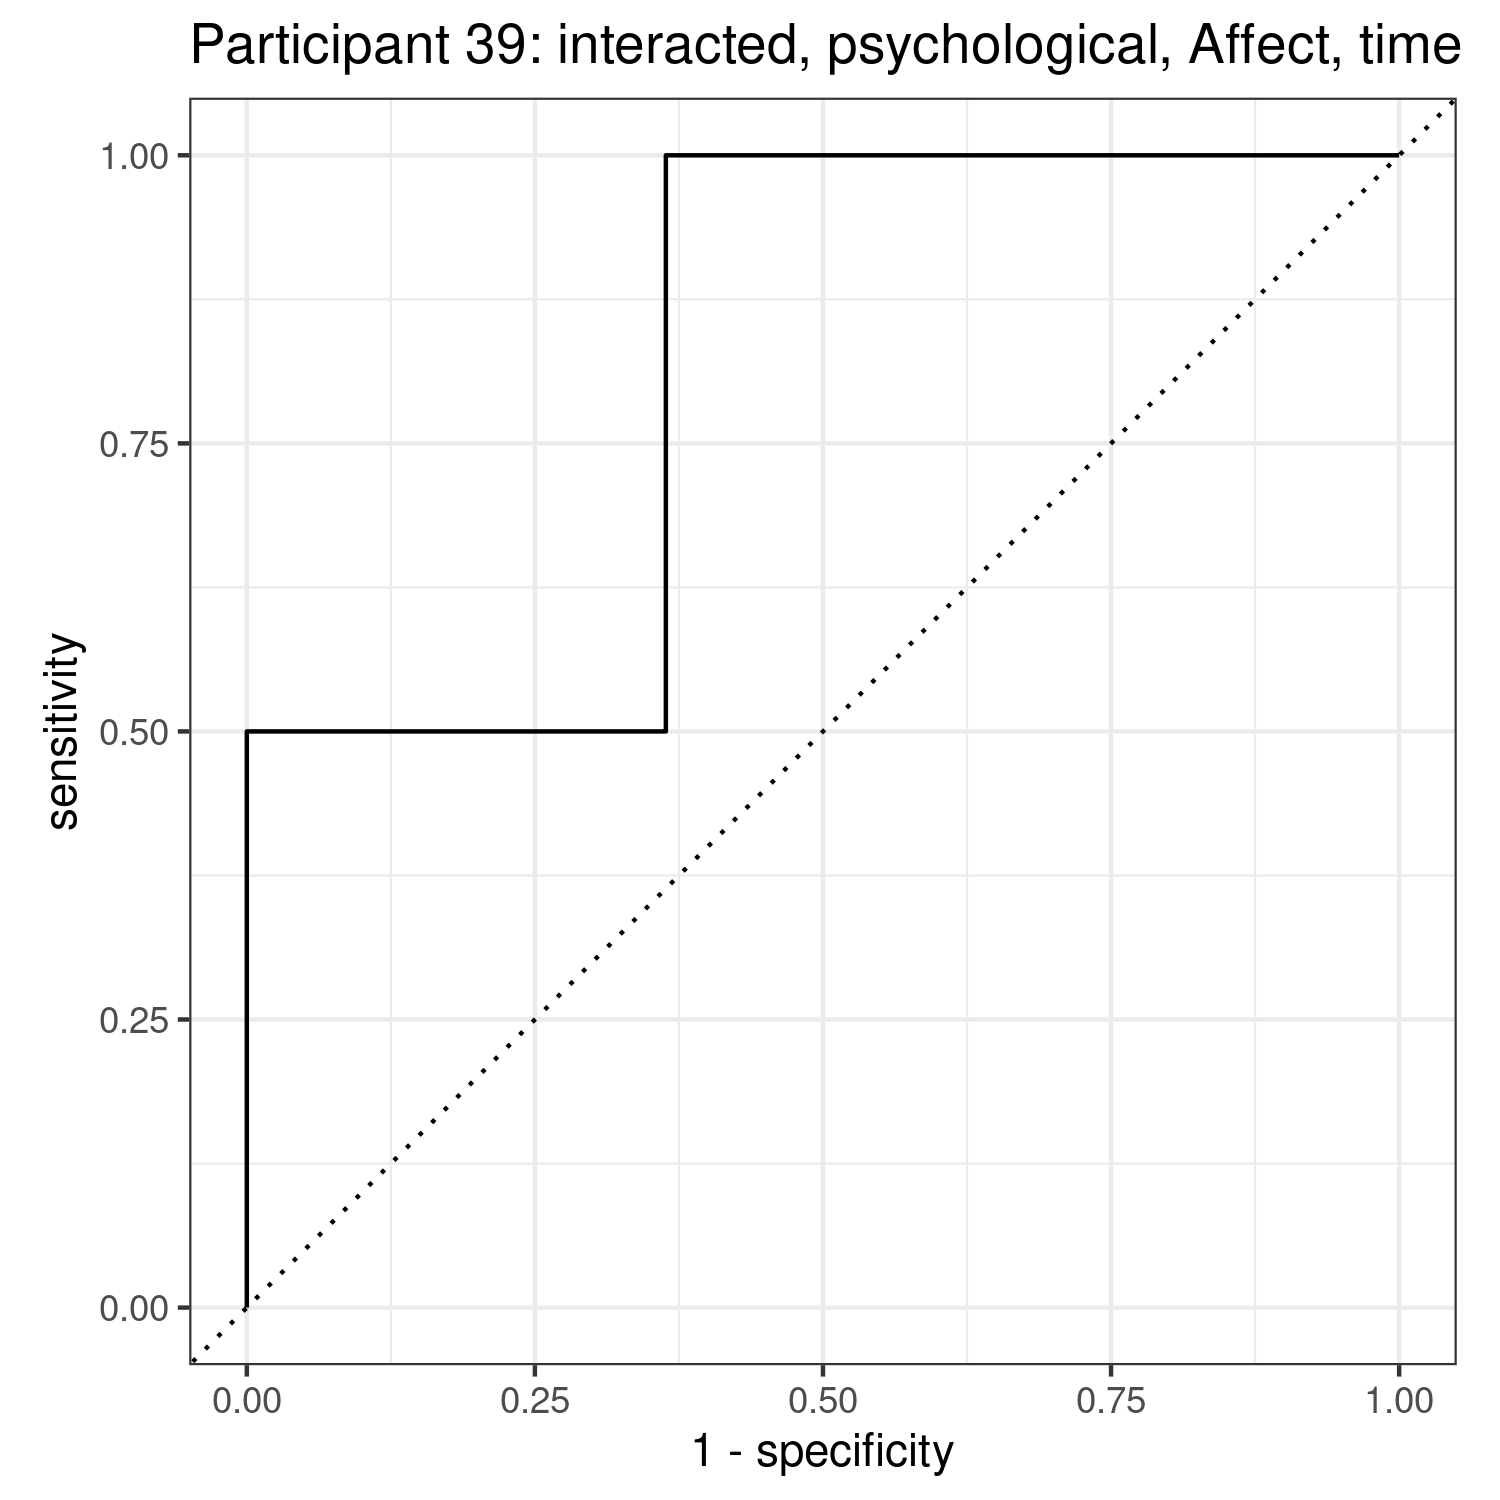 Participant 39: interacted, psychological, Affect, time
1.00
0.75
0.50
0.25
0.00
sensitivity
0.00 0.25 0.50 0.75 1.00
1 - specificity